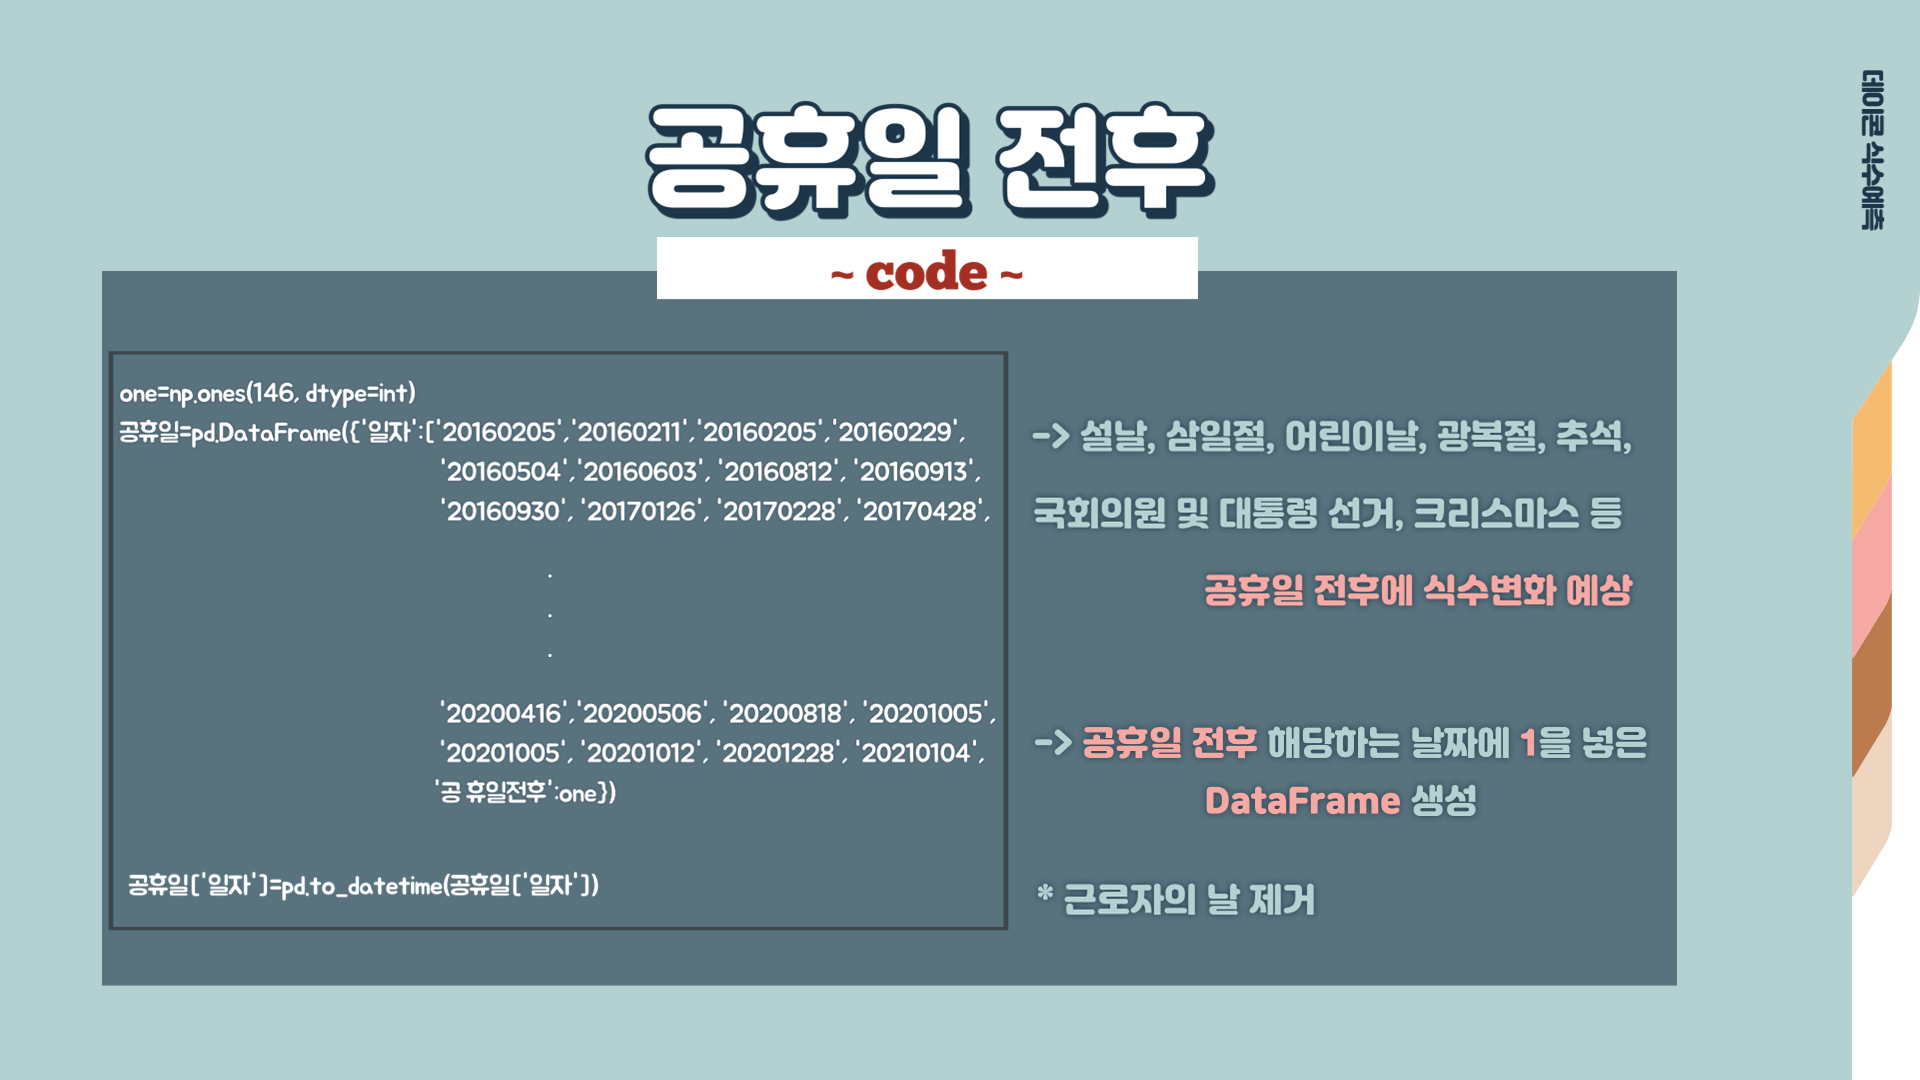 공휴일 전후
~ code ~
데이콘 식수예측
one=np.ones(146, dtype=int)
공휴일=pd.DataFrame({'일자':['20160205','20160211','20160205','20160229',
'20160504','20160603', '20160812', '20160913',
'20160930', '20170126', '20170228', '20170428',
.
.
.
'20200416','20200506', '20200818', '20201005',
'20201005', '20201012', '20201228', '20210104',
'공 휴일전후':one})
공휴일['일자']=pd.to_datetime(공휴일['일자'])
-> 설날, 삼일절, 어린이날, 광복절, 추석,
국회의원 및 대통령 선거, 크리스마스 등
공휴일 전후에 식수변화 예상
-> 공휴일 전후 해당하는 날짜에 1을 넣은
DataFrame 생성
* 근로자의 날 제거